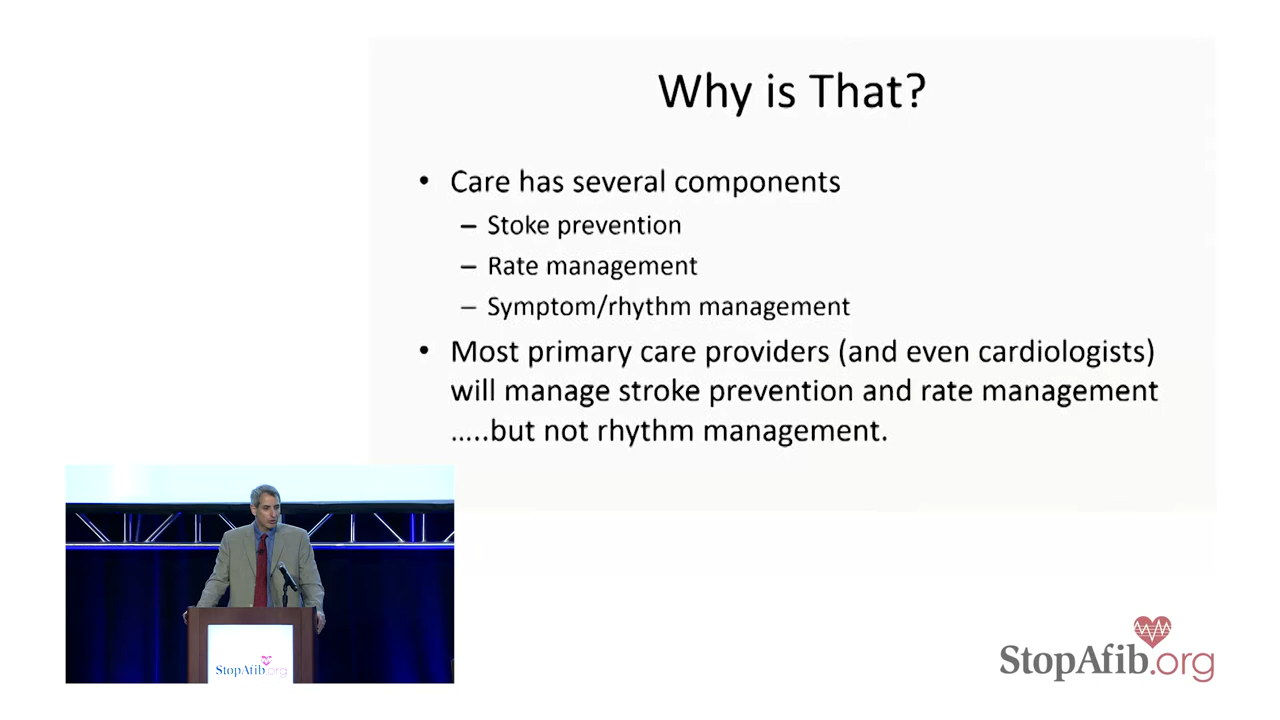 Why is That?
• Care has several components
– Stoke prevention
– Rate management
– Symptom/rhythm management
• Most primary care providers (and even cardiologists)
will manage stroke prevention and rate management
…..but not rhythm management.
StopAfib.org
StopAfib.org